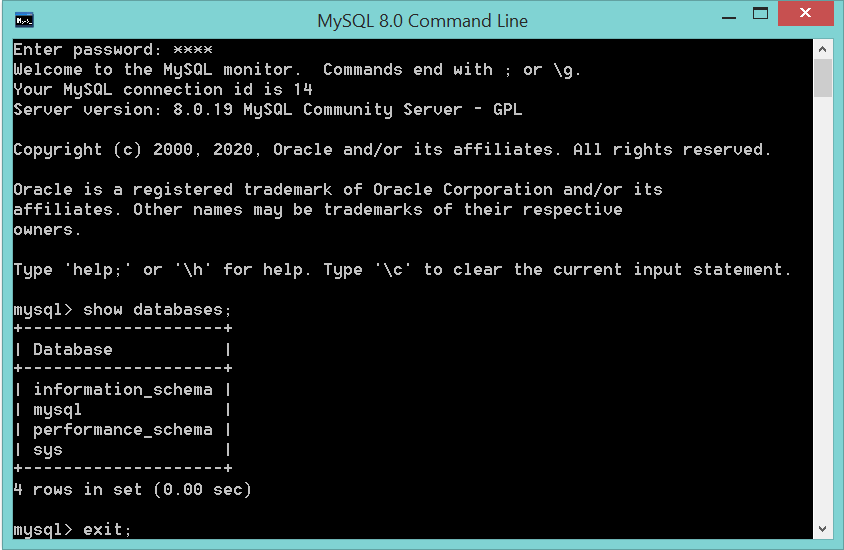 MySQL 8.0 Command Line
Enter password: ****
Welcome to the MySQL monitor.  Commands end with ; or \g.
Your MySQL connection id is 14
Server version: 8.0.19 MySQL Community Server - GPL
Copyright (c) 2000, 2020, Oracle and/or its affiliates. All rights reserved.
Oracle is a registered trademark of Oracle Corporation and/or its
affiliates. Other names may be trademarks of their respective
owners.
Type 'help;' or '\h' for help. Type '\c' to clear the current input statement.
mysql> show databases;
+--------------------+
| Database           |
+--------------------+
| information_schema |
| mysql              |
| performance_schema |
| sys                |
+--------------------+
4 rows in set (0.00 sec)
mysql> exit;